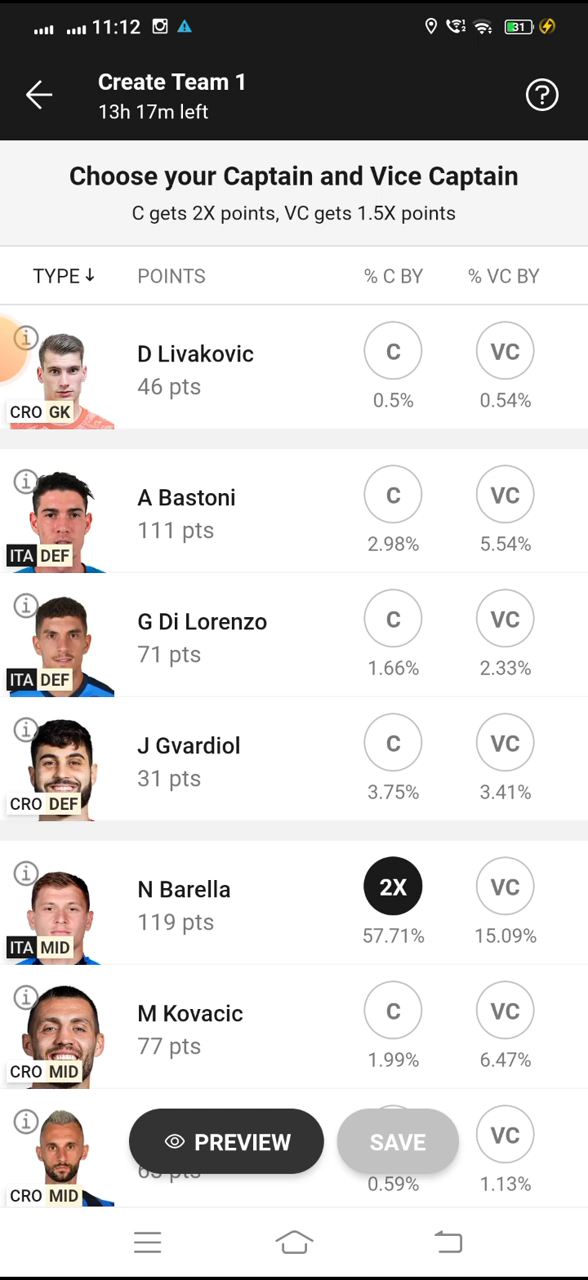 11:12
31
Create Team 1
13h 17m left
?
Choose your Captain and Vice Captain
C gets 2X points, VC gets 1.5X points
TYPE↓ POINTS % C BY % VC BY
D Livakovic
46 pts
C VC
CRO GK
0.5% 0.54%
A Bastoni
111 pts
C VC
ITA DEF
2.98% 5.54%
G Di Lorenzo
71 pts
C VC
ITA DEF
1.66% 2.33%
J Gvardiol
31 pts
C VC
CRO DEF
3.75% 3.41%
N Barella
119 pts
2X VC
ITA MID
57.71% 15.09%
M Kovacic
77 pts
C VC
CRO MID
1.99% 6.47%
PREVIEW SAVE VC
pts
CRO MID
0.59% 1.13%